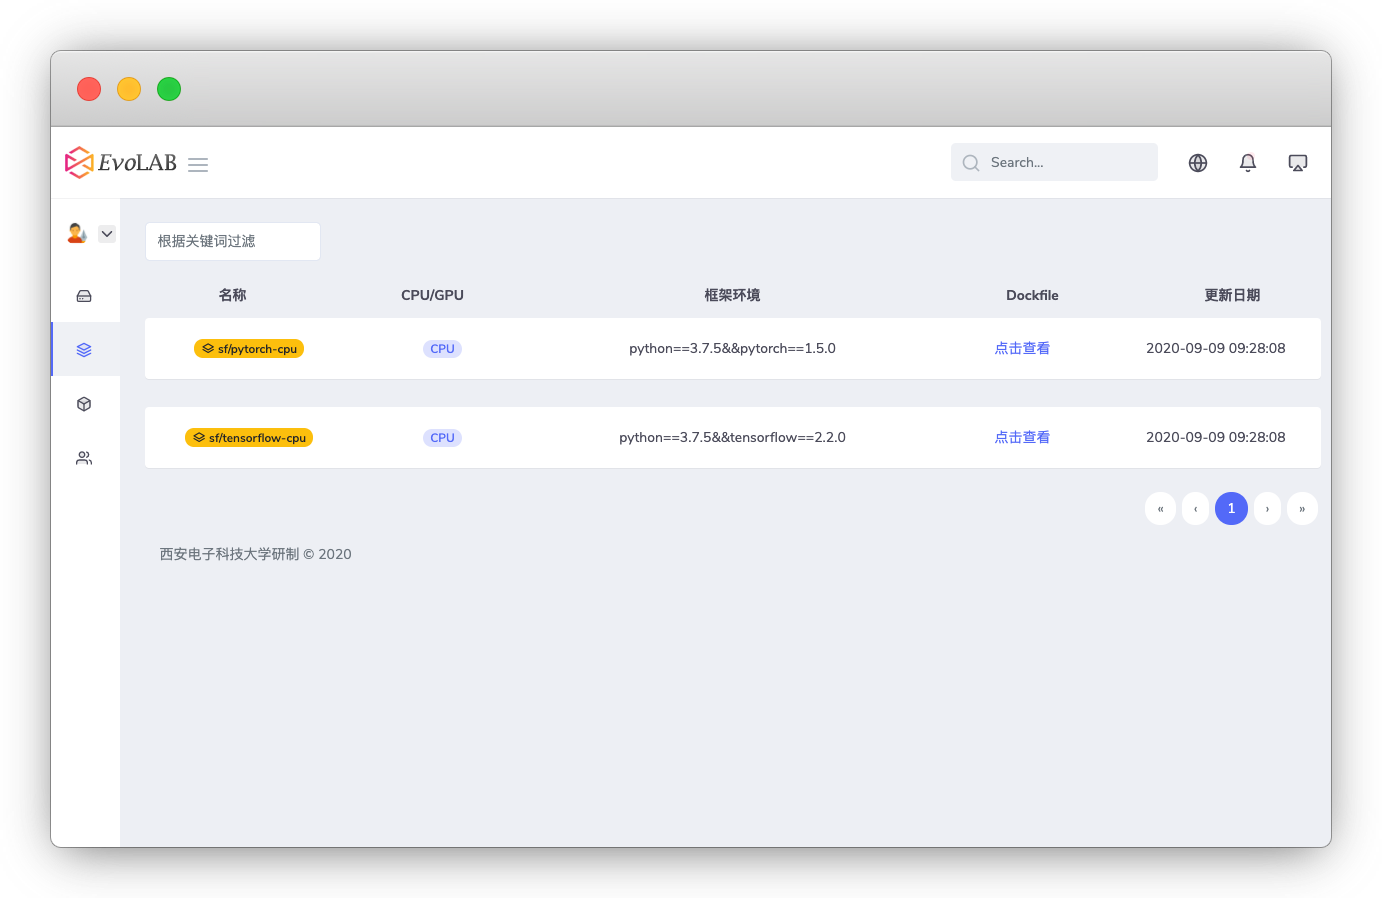 EvoLAB
Search...
根据关键词过滤
名称 CPU/GPU 框架环境 Dockfile 更新日期
sf/pytorch-cpu CPU python==3.7.5&&pytorch==1.5.0 点击查看 2020-09-09 09:28:08
sf/tensorflow-cpu CPU python==3.7.5&&tensorflow==2.2.0 点击查看 2020-09-09 09:28:08
« ‹ 1 › »
西安电子科技大学研制 © 2020